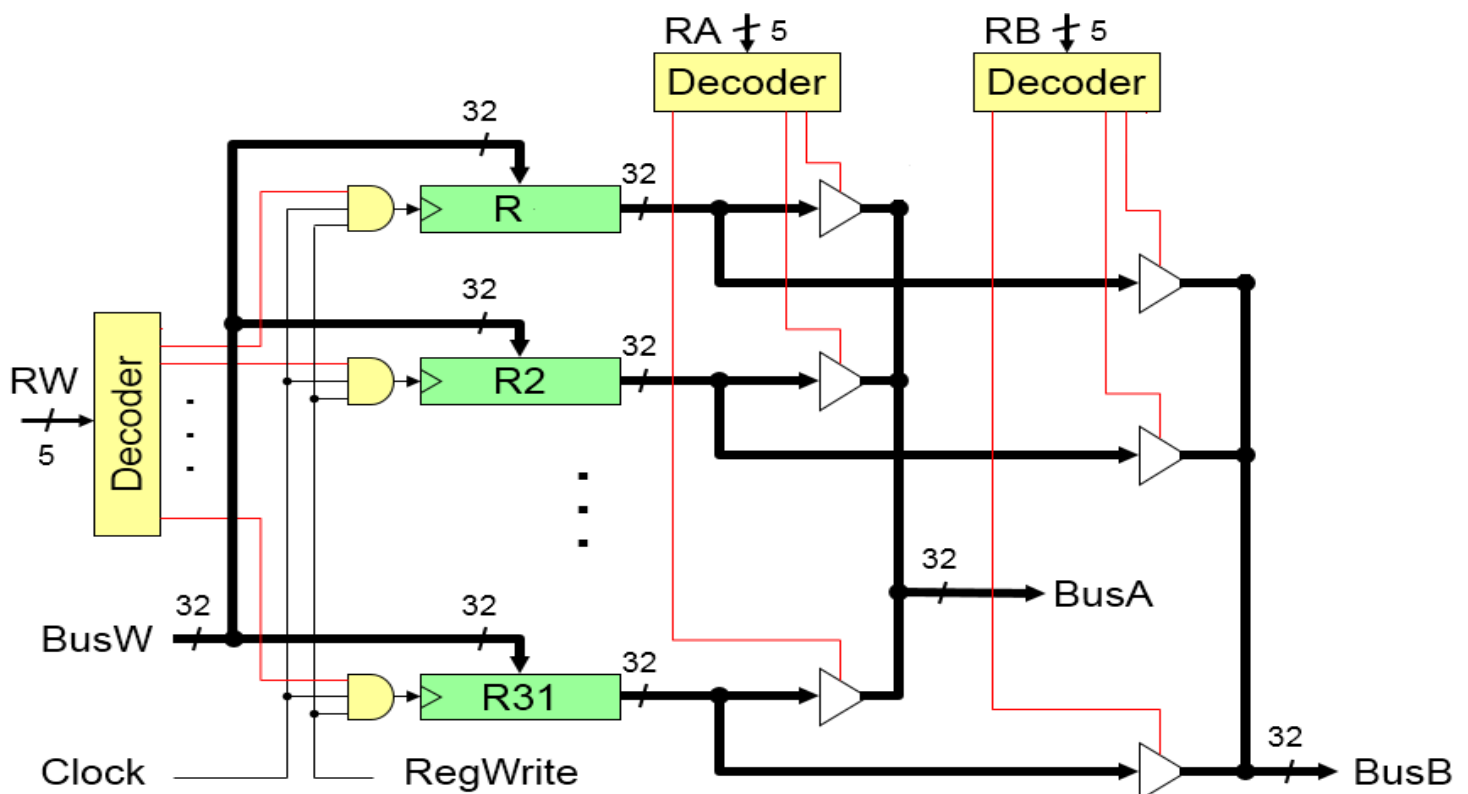 RA 5
RB 5
Decoder
Decoder
32
32
R
32
32
R2
RW
5
Decoder
32
BusA
32
32
32
BusW
R31
32
Clock
RegWrite
BusB